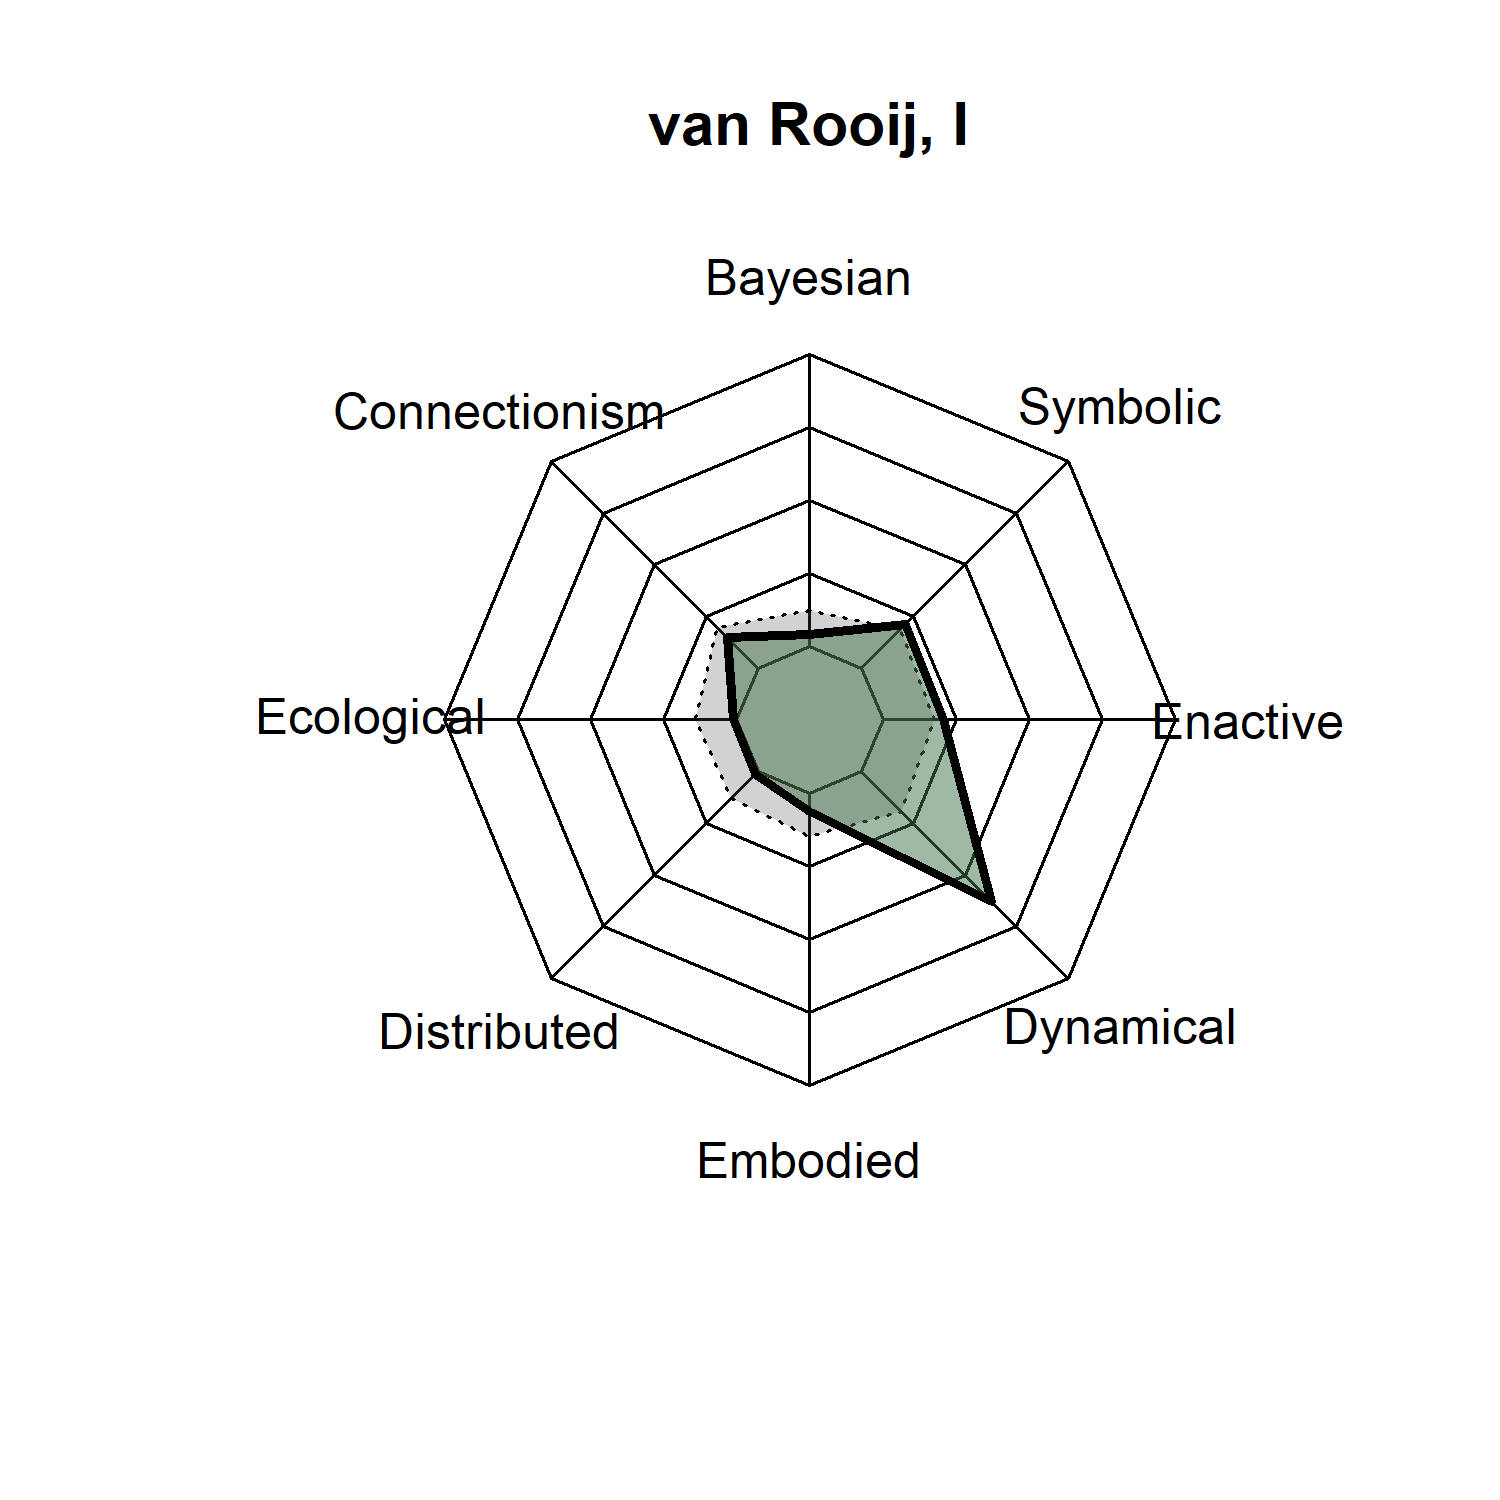 van Rooij, I
Bayesian
Connectionism
Symbolic
Ecological
Enactive
Distributed
Dynamical
Embodied